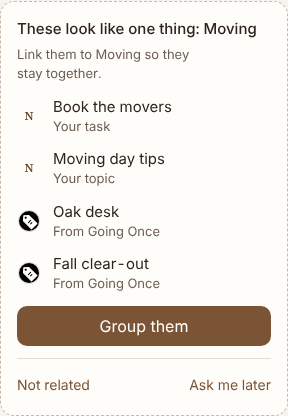 These look like one thing: Moving
Link them to Moving so they
stay together.
N
Book the movers
Your task
N
Moving day tips
Your topic
Oak desk
From Going Once
Fall clear-out
From Going Once
Group them
Not related
Ask me later